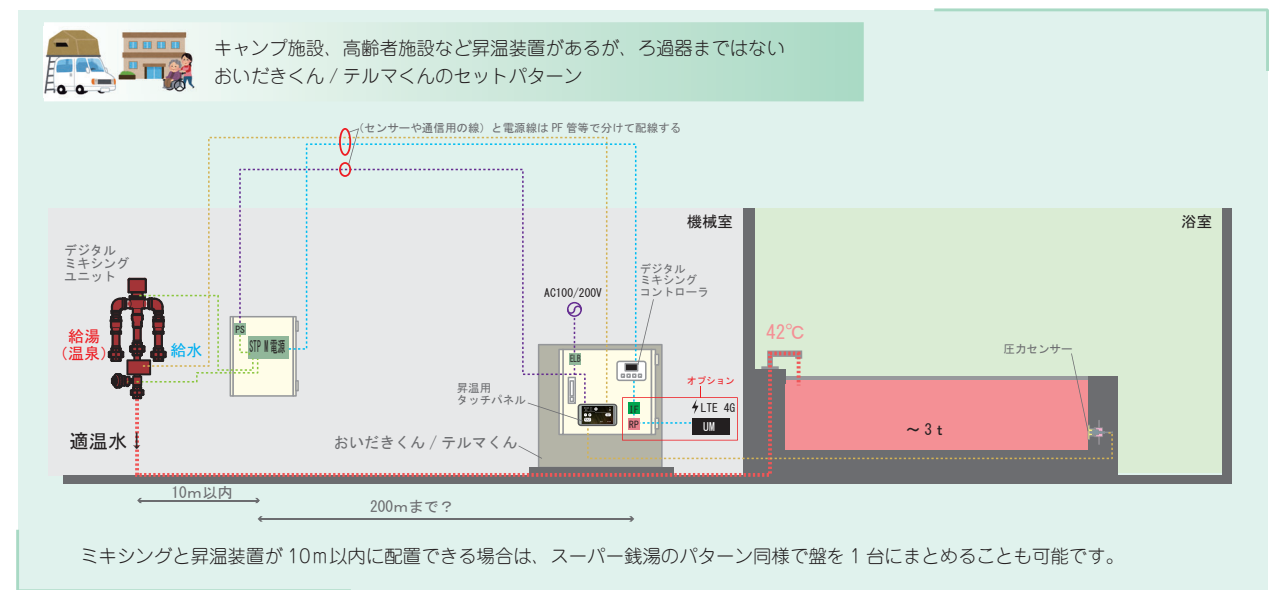 キャンプ施設、高齢者施設など昇温装置があるが、ろ過器まではない
おいだきくん / テルマくんのセットパターン
(センサーや通信用の線) と電源線は PF 管等で分けて配線する
機械室
浴室
デジタル
ミキシング
ユニット
デジタル
ミキシング
コントローラ
AC100/200V
PS
STP M 電源
給湯
(温泉)
給水
ELB
42℃
圧力センサー
昇温用
タッチパネル
オプション
LTE 4G
IF
RP
UM
適温水↓
おいだきくん / テルマくん
～3t
10m以内
200mまで?
ミキシングと昇温装置が 10m以内に配置できる場合は、スーパー銭湯のパターン同様で盤を 1 台にまとめることも可能です。